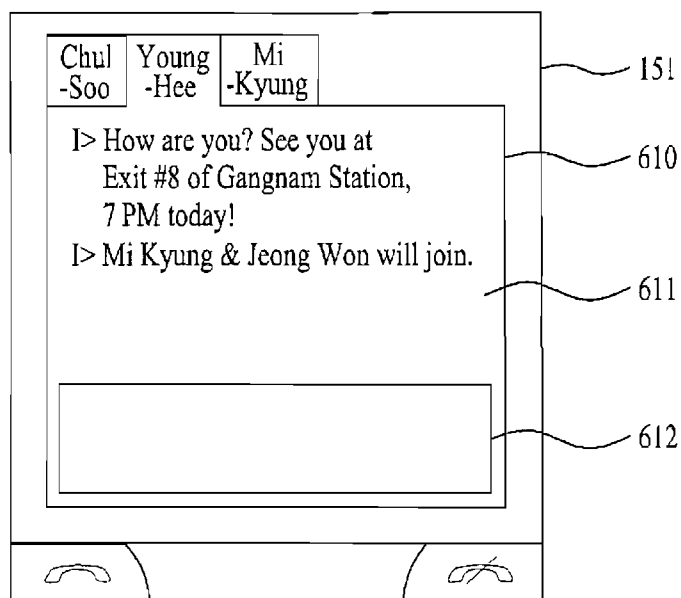 Chul
-Soo
Young
-Hee
Mi
-Kyung
I> How are you? See you at
Exit #8 of Gangnam Station,
7 PM today!
I> Mi Kyung & Jeong Won will join.
151
610
611
612